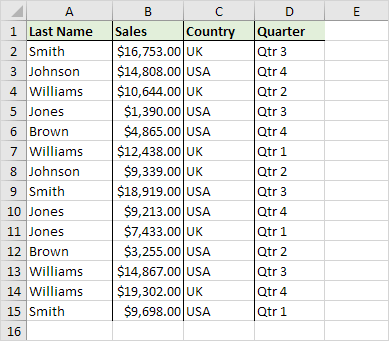 A B C D E
1 Last Name Sales Country Quarter
2 Smith $16,753.00 UK Qtr 3
3 Johnson $14,808.00 USA Qtr 4
4 Williams $10,644.00 UK Qtr 2
5 Jones $1,390.00 USA Qtr 3
6 Brown $4,865.00 USA Qtr 4
7 Williams $12,438.00 UK Qtr 1
8 Johnson $9,339.00 UK Qtr 2
9 Smith $18,919.00 USA Qtr 3
10 Jones $9,213.00 USA Qtr 4
11 Jones $7,433.00 UK Qtr 1
12 Brown $3,255.00 USA Qtr 2
13 Williams $14,867.00 USA Qtr 3
14 Williams $19,302.00 UK Qtr 4
15 Smith $9,698.00 USA Qtr 1
16